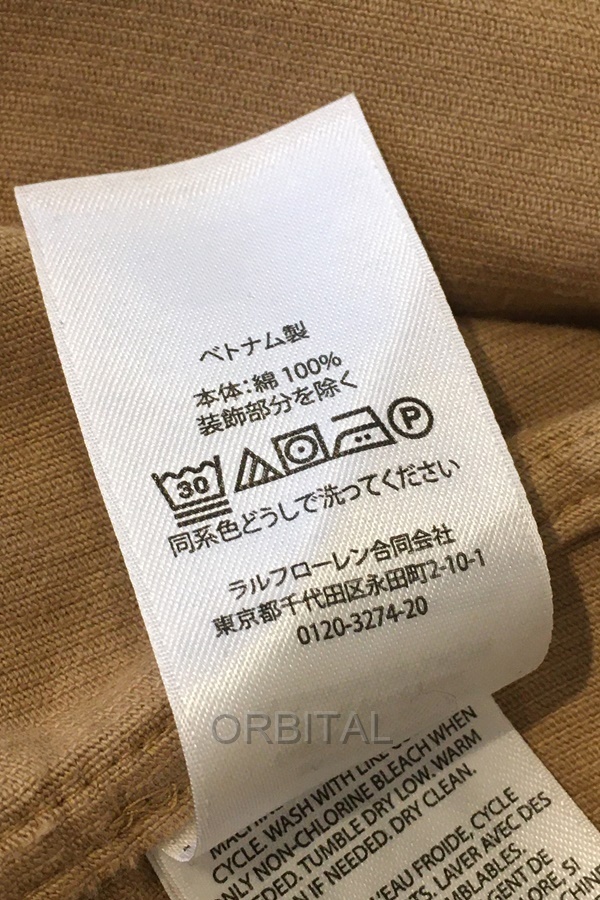 ベトナム製
本体：綿 100%
装飾部分を除く
30 P
同系色どうしで洗ってください
ラルフローレン合同会社
東京都千代田区永田町2-10-1
0120-3274-20
ORBITAL
CYCLE. WASH WITH LIKE
ONLY NON-CHLORINE BLEACH WHEN
NEEDED. TUMBLE DRY LOW. WARM
IF NEEDED. DRY CLEAN.
L'EAU FROIDE, CYCLE
LAVER AVEC DES